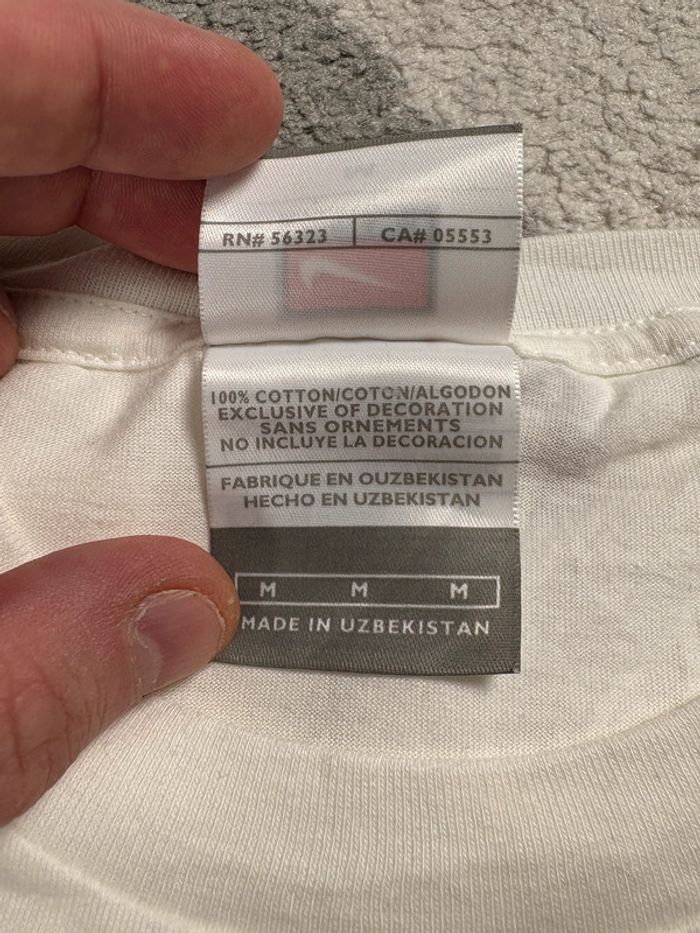 RN# 56323 CA# 05553
100% COTTON/COTON/ALGODON
EXCLUSIVE OF DECORATION
SANS ORNEMENTS
NO INCLUYE LA DECORACION
FABRIQUE EN OUZBEKISTAN
HECHO EN UZBEKISTAN
M M M
MADE IN UZBEKISTAN